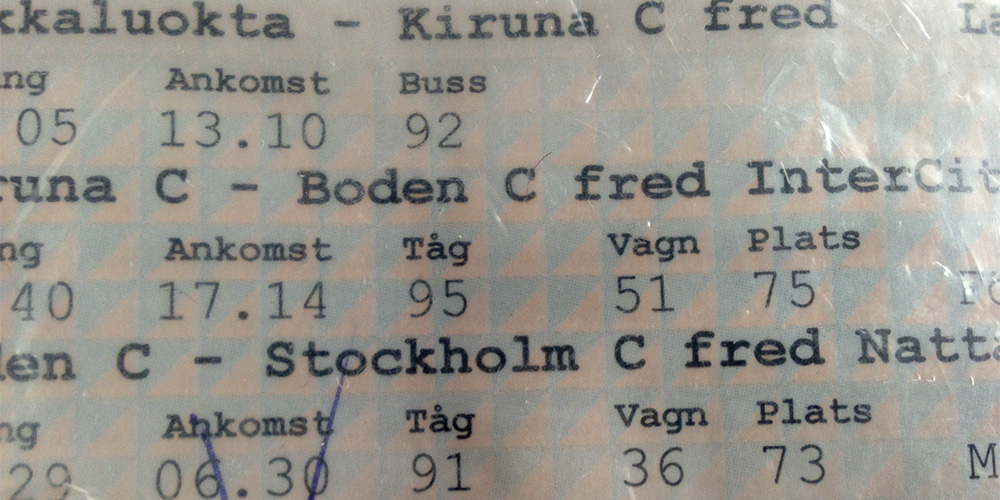 kkaluokta - Kiruna C fred
ng Ankomst Buss
05 13.10 92
runa C - Boden C fred InterCit
ng Ankomst Tåg Vagn Plats
40 17.14 95 51 75
en C - Stockholm C fred Natt
ng Ankomst Tåg Vagn Plats
29 06.30 91 36 73 M